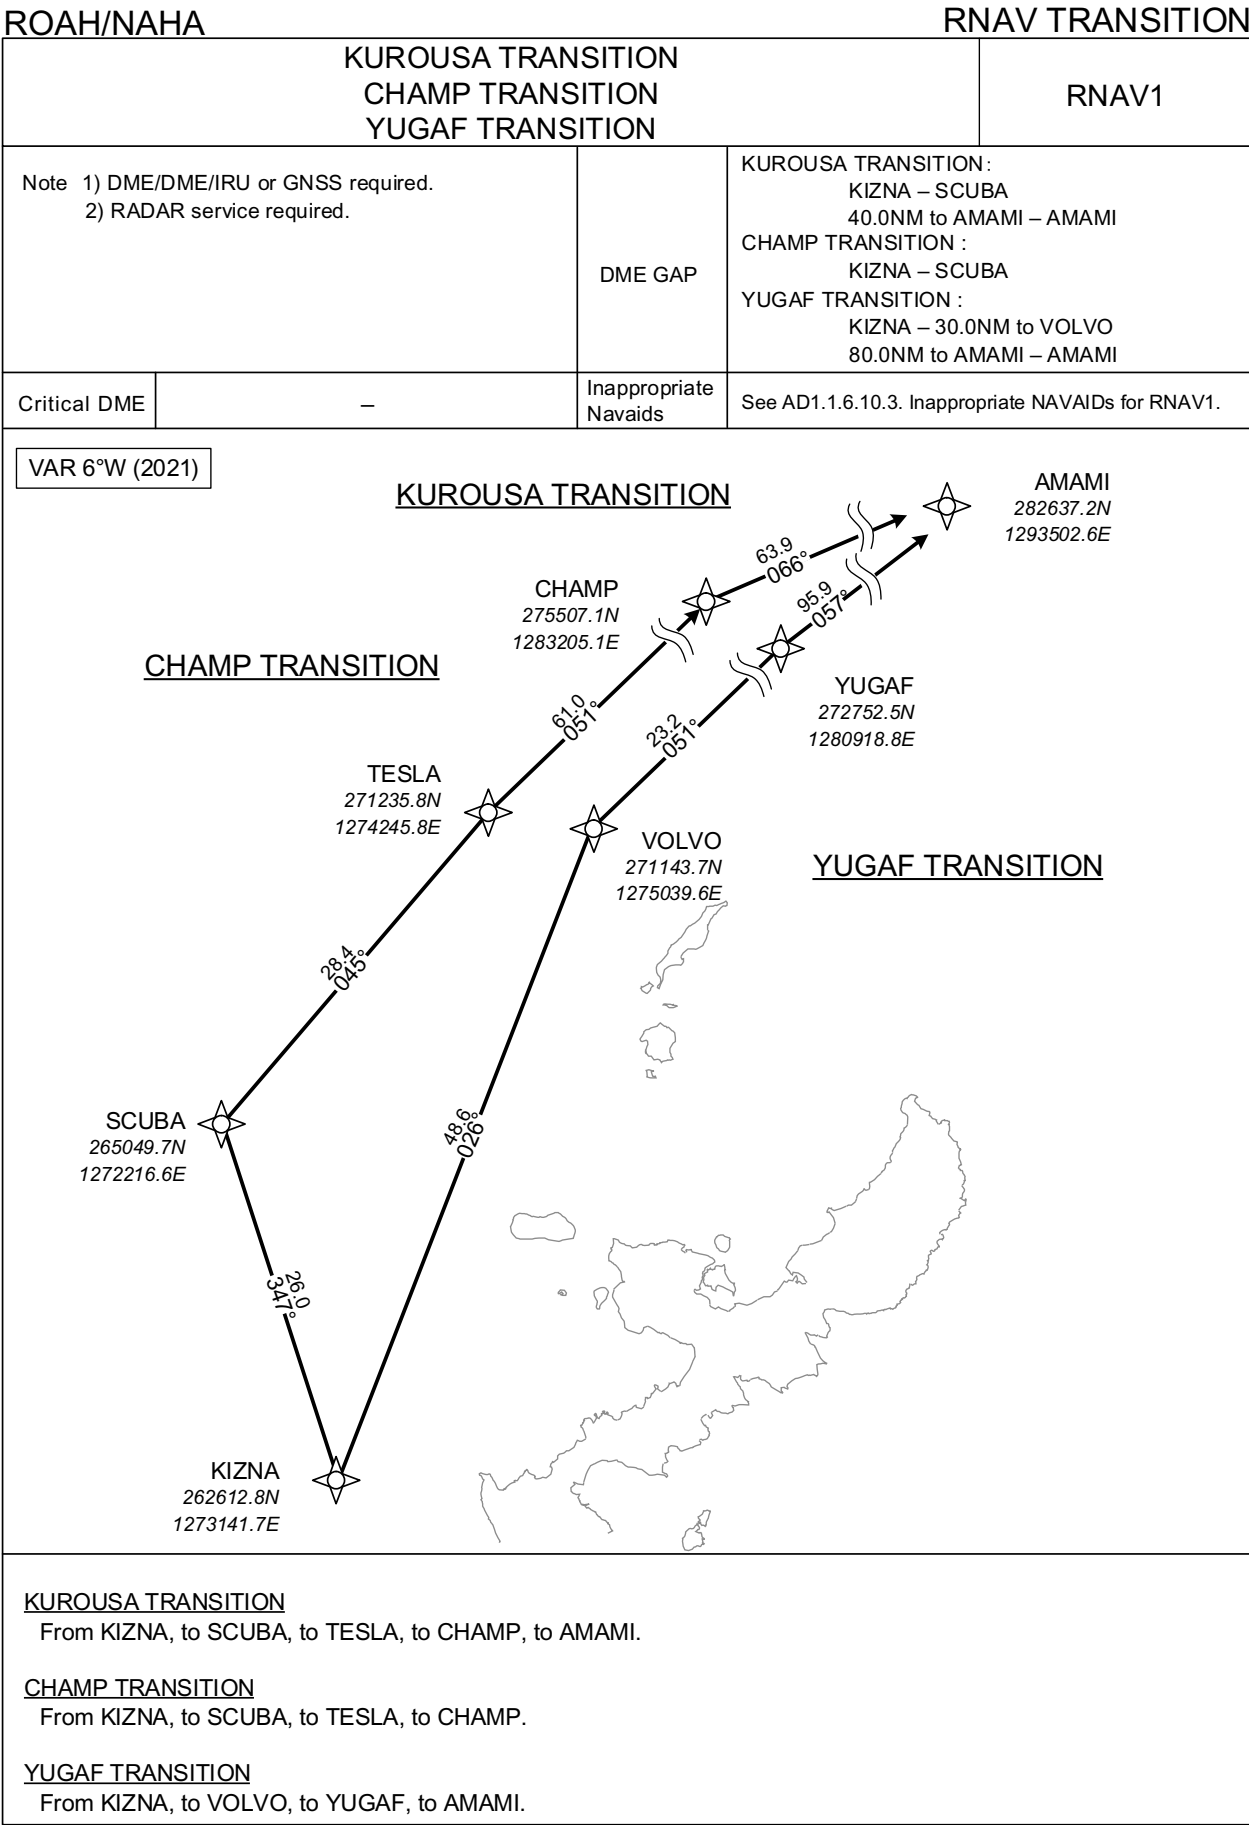 ROAH/NAHA
RNAV TRANSITION
KUROUSA TRANSITION
CHAMP TRANSITION
YUGAF TRANSITION
RNAV1
Note 1) DME/DME/IRU or GNSS required.
2) RADAR service required.
DME GAP
KUROUSA TRANSITION:
KIZNA – SCUBA
40.0NM to AMAMI – AMAMI
CHAMP TRANSITION :
KIZNA – SCUBA
YUGAF TRANSITION :
KIZNA – 30.0NM to VOLVO
80.0NM to AMAMI – AMAMI
Critical DME
–
Inappropriate
Navaids
See AD1.1.6.10.3. Inappropriate NAVAIDs for RNAV1.
VAR 6°W (2021)
KUROUSA TRANSITION
AMAMI
282637.2N
1293502.6E
63.9
066°
CHAMP
275507.1N
1283205.1E
95.9
057°
CHAMP TRANSITION
YUGAF
272752.5N
1280918.8E
61.0
051°
23.2
051°
TESLA
271235.8N
1274245.8E
VOLVO
271143.7N
1275039.6E
YUGAF TRANSITION
28.4
045°
SCUBA
265049.7N
1272216.6E
48.6
026°
26.0
347°
KIZNA
262612.8N
1273141.7E
KUROUSA TRANSITION
From KIZNA, to SCUBA, to TESLA, to CHAMP, to AMAMI.
CHAMP TRANSITION
From KIZNA, to SCUBA, to TESLA, to CHAMP.
YUGAF TRANSITION
From KIZNA, to VOLVO, to YUGAF, to AMAMI.